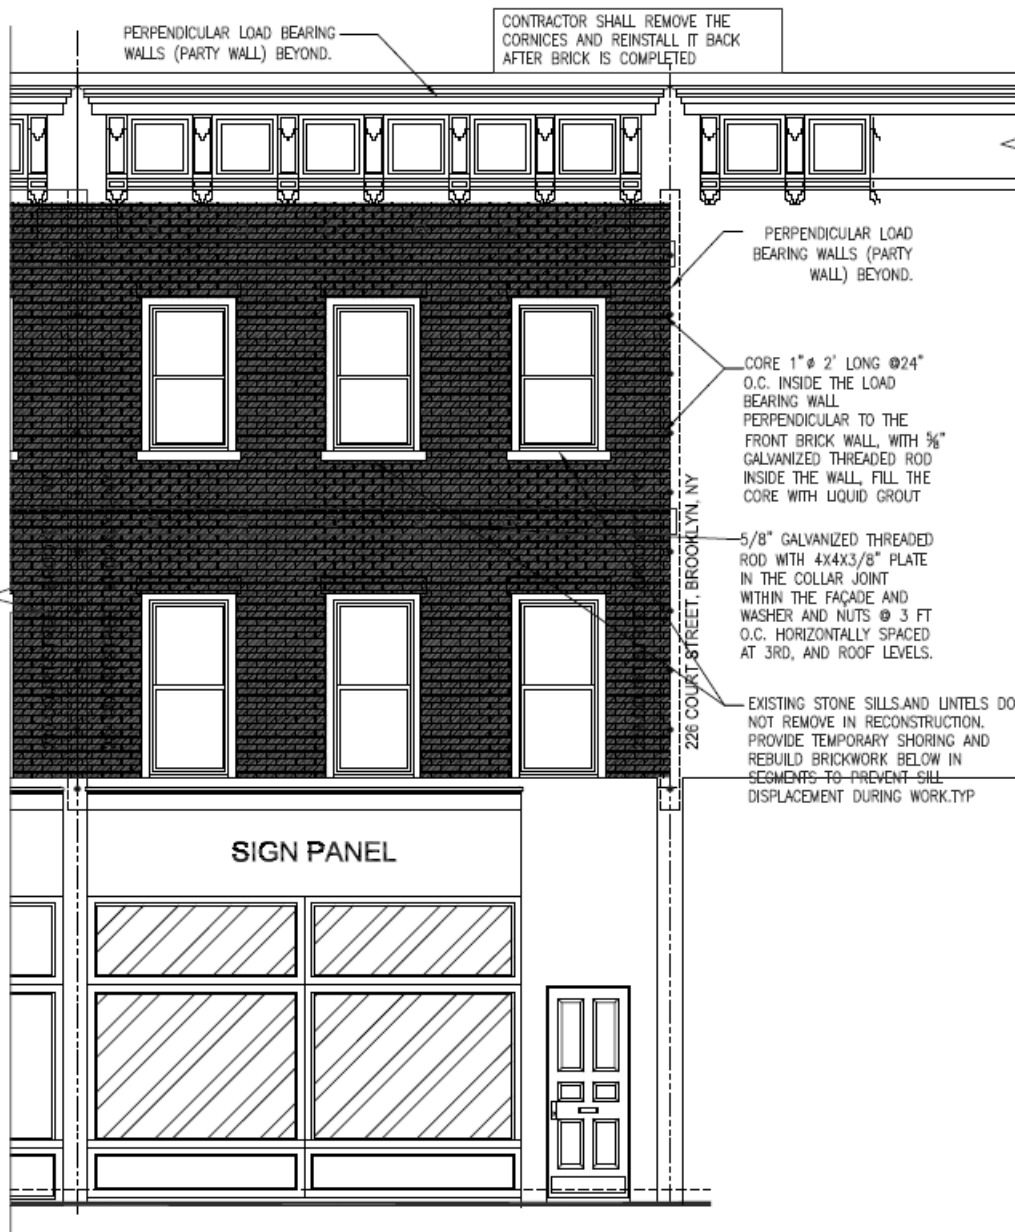 PERPENDICULAR LOAD BEARING
WALLS (PARTY WALL) BEYOND.
CONTRACTOR SHALL REMOVE THE
CORNICES AND REINSTALL IT BACK
AFTER BRICK IS COMPLETED
PERPENDICULAR LOAD
BEARING WALLS (PARTY
WALL) BEYOND.
CORE 1"ø 2' LONG @24"
O.C. INSIDE THE LOAD
BEARING WALL
PERPENDICULAR TO THE
FRONT BRICK WALL, WITH ⅝"
GALVANIZED THREADED ROD
INSIDE THE WALL, FILL THE
CORE WITH LIQUID GROUT
5/8" GALVANIZED THREADED
ROD WITH 4X4X3/8" PLATE
IN THE COLLAR JOINT
WITHIN THE FAÇADE AND
WASHER AND NUTS @ 3 FT
O.C. HORIZONTALLY SPACED
AT 3RD, AND ROOF LEVELS.
226 COURT STREET, BROOKLYN, NY
EXISTING STONE SILLS.AND LINTELS DO
NOT REMOVE IN RECONSTRUCTION.
PROVIDE TEMPORARY SHORING AND
REBUILD BRICKWORK BELOW IN
SEGMENTS TO PREVENT SILL
DISPLACEMENT DURING WORK.TYP
SIGN PANEL